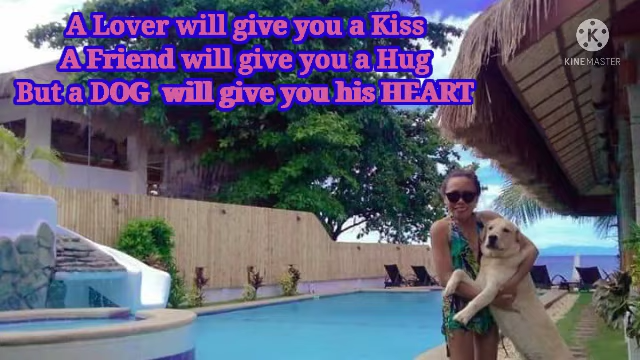 A Lover will give you a Kiss
A Friend will give you a Hug
But a DOG will give you his HEART
K
KINEMASTER